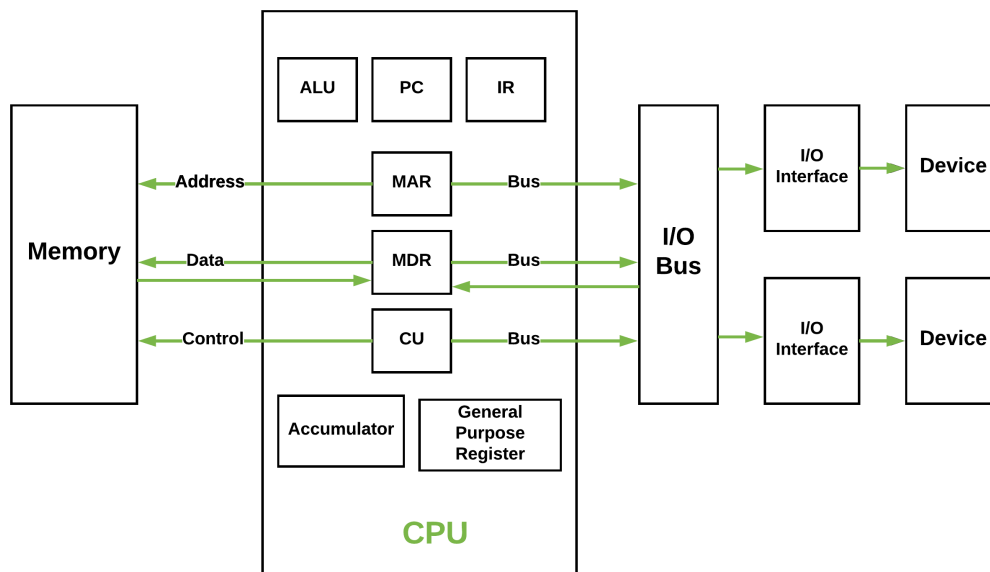 ALU
PC
IR
Memory
Address
MAR
Bus
Data
MDR
Bus
Control
CU
Bus
Accumulator
General
Purpose
Register
CPU
I/O
Bus
I/O
Interface
Device
I/O
Interface
Device